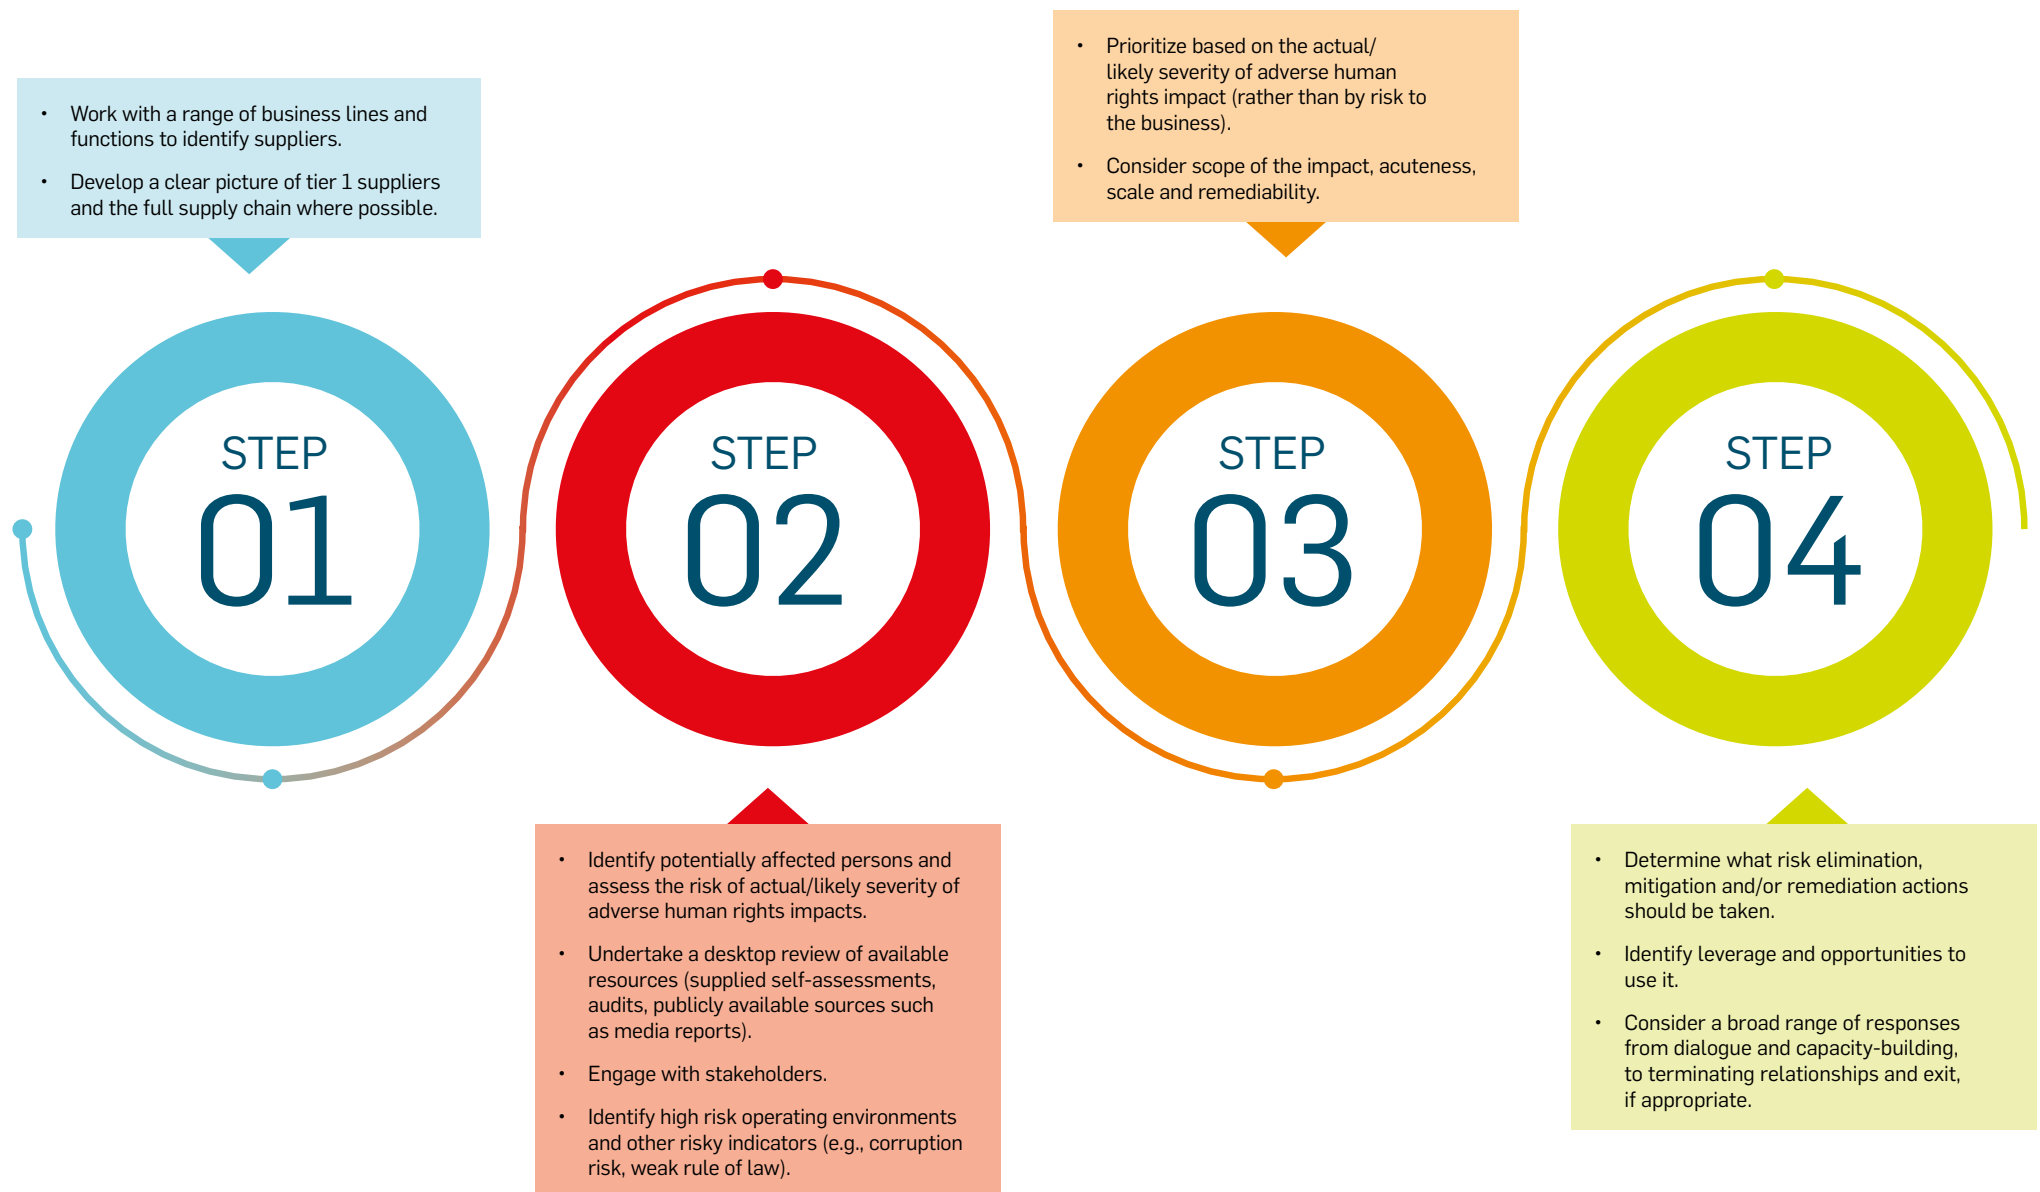 • Work with a range of business lines and
functions to identify suppliers.
• Develop a clear picture of tier 1 suppliers
and the full supply chain where possible.
STEP
01
STEP
02
• Identify potentially affected persons and
assess the risk of actual/likely severity of
adverse human rights impacts.
• Undertake a desktop review of available
resources (supplied self-assessments,
audits, publicly available sources such
as media reports).
• Engage with stakeholders.
• Identify high risk operating environments
and other risky indicators (e.g., corruption
risk, weak rule of law).
• Prioritize based on the actual/
likely severity of adverse human
rights impact (rather than by risk to
the business).
• Consider scope of the impact, acuteness,
scale and remediability.
STEP
03
STEP
04
• Determine what risk elimination,
mitigation and/or remediation actions
should be taken.
• Identify leverage and opportunities to
use it.
• Consider a broad range of responses
from dialogue and capacity-building,
to terminating relationships and exit,
if appropriate.